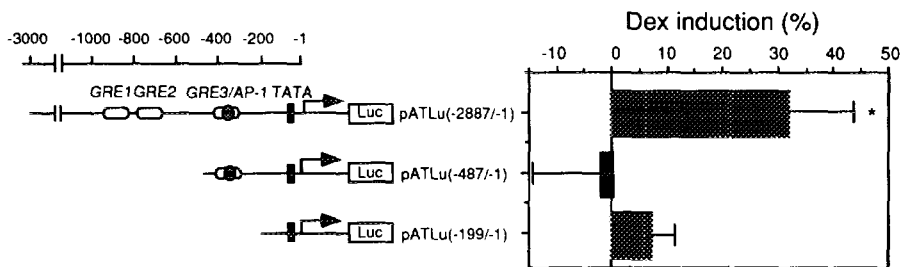 Dex induction (%)
-3000 -1000 -800 -600 -400 -200 -1
-10 0 10 20 30 40 50
GRE1 GRE2 GRE3/AP-1 TATA
Luc pATLu(-2887/-1) *
Luc pATLu(-487/-1)
Luc pATLu(-199/-1)